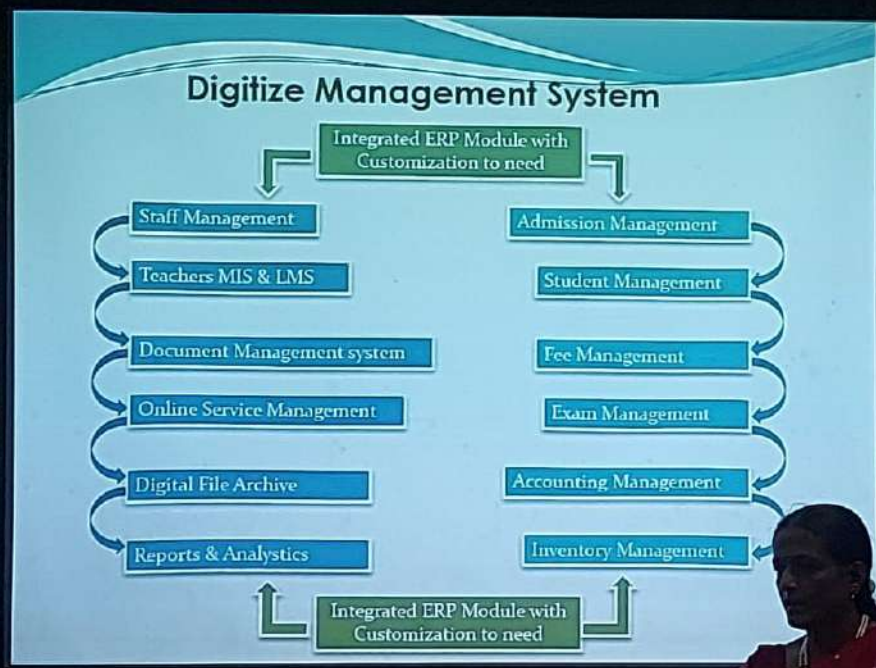 Digitize Management System
Integrated ERP Module with
Customization to need
Staff Management
Teachers MIS & LMS
Document Management system
Online Service Management
Digital File Archive
Reports & Analystics
Admission Management
Student Management
Fee Management
Exam Management
Accounting Management
Inventory Management
Integrated ERP Module with
Customization to need